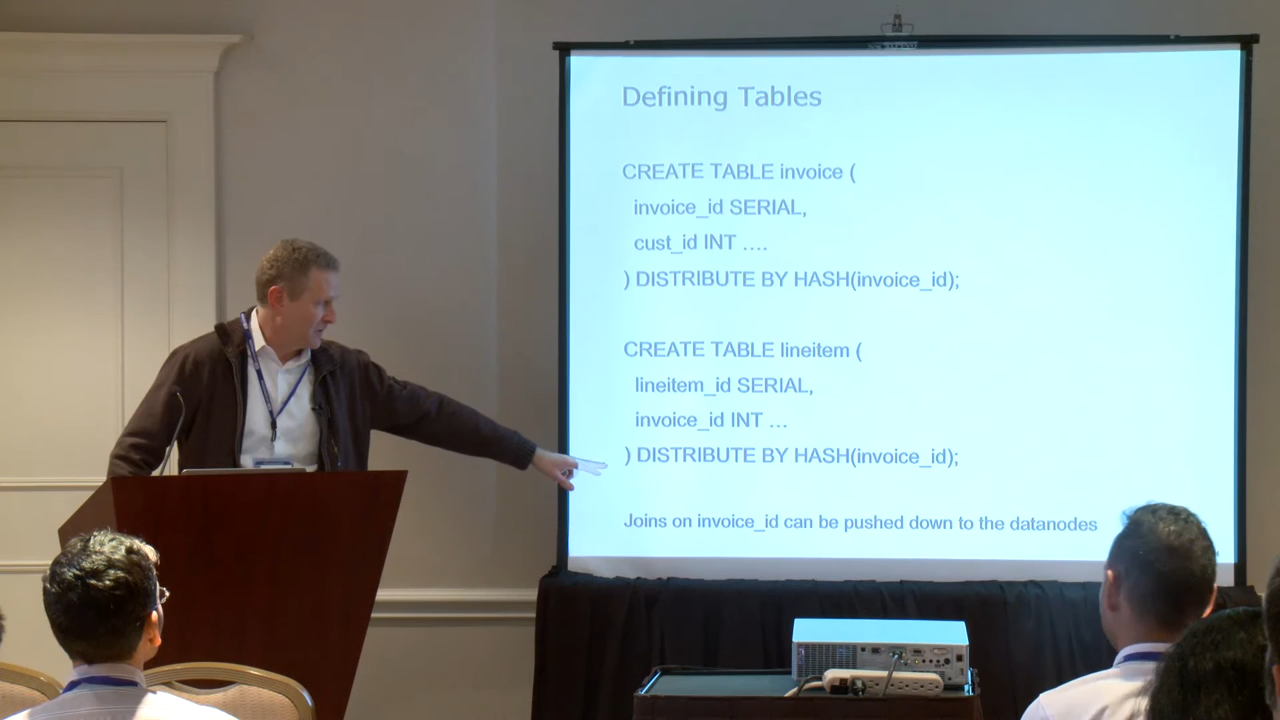 Defining Tables
CREATE TABLE invoice (
invoice_id SERIAL,
cust_id INT ....
) DISTRIBUTE BY HASH(invoice_id);
CREATE TABLE lineitem (
lineitem_id SERIAL,
invoice_id INT ...
) DISTRIBUTE BY HASH(invoice_id);
Joins on invoice_id can be pushed down to the datanodes